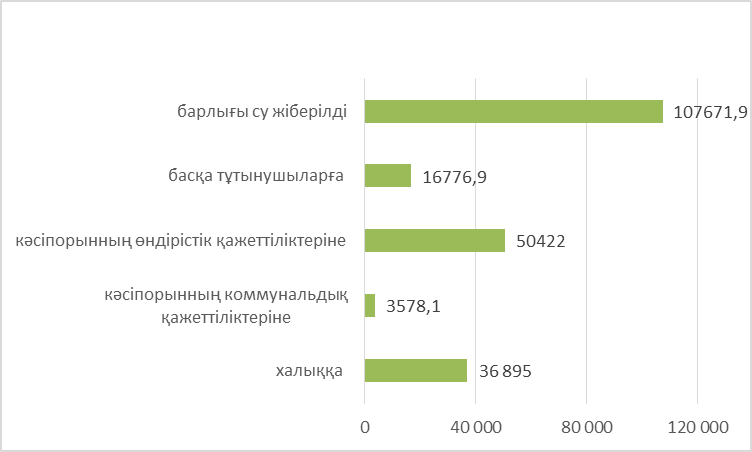 барлығы су жіберілді
107671,9
басқа тұтынушыларға
16776,9
кәсіпорынның өндірістік қажеттіліктеріне
50422
кәсіпорынның коммунальдық
қажеттіліктеріне
3578,1
халыққа
36 895
0
40 000
80 000
120 000